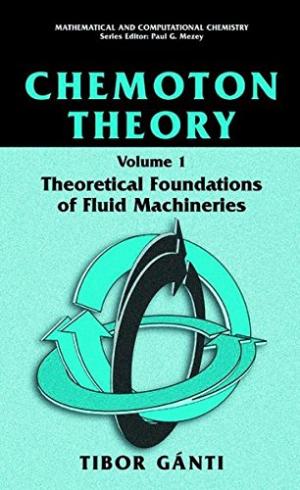 MATHEMATICAL AND COMPUTATIONAL CHEMISTRY
Series Editor: Paul G. Mezey
CHEMOTON
THEORY
Volume 1
Theoretical Foundations
of Fluid Machineries
TIBOR GÁNTI